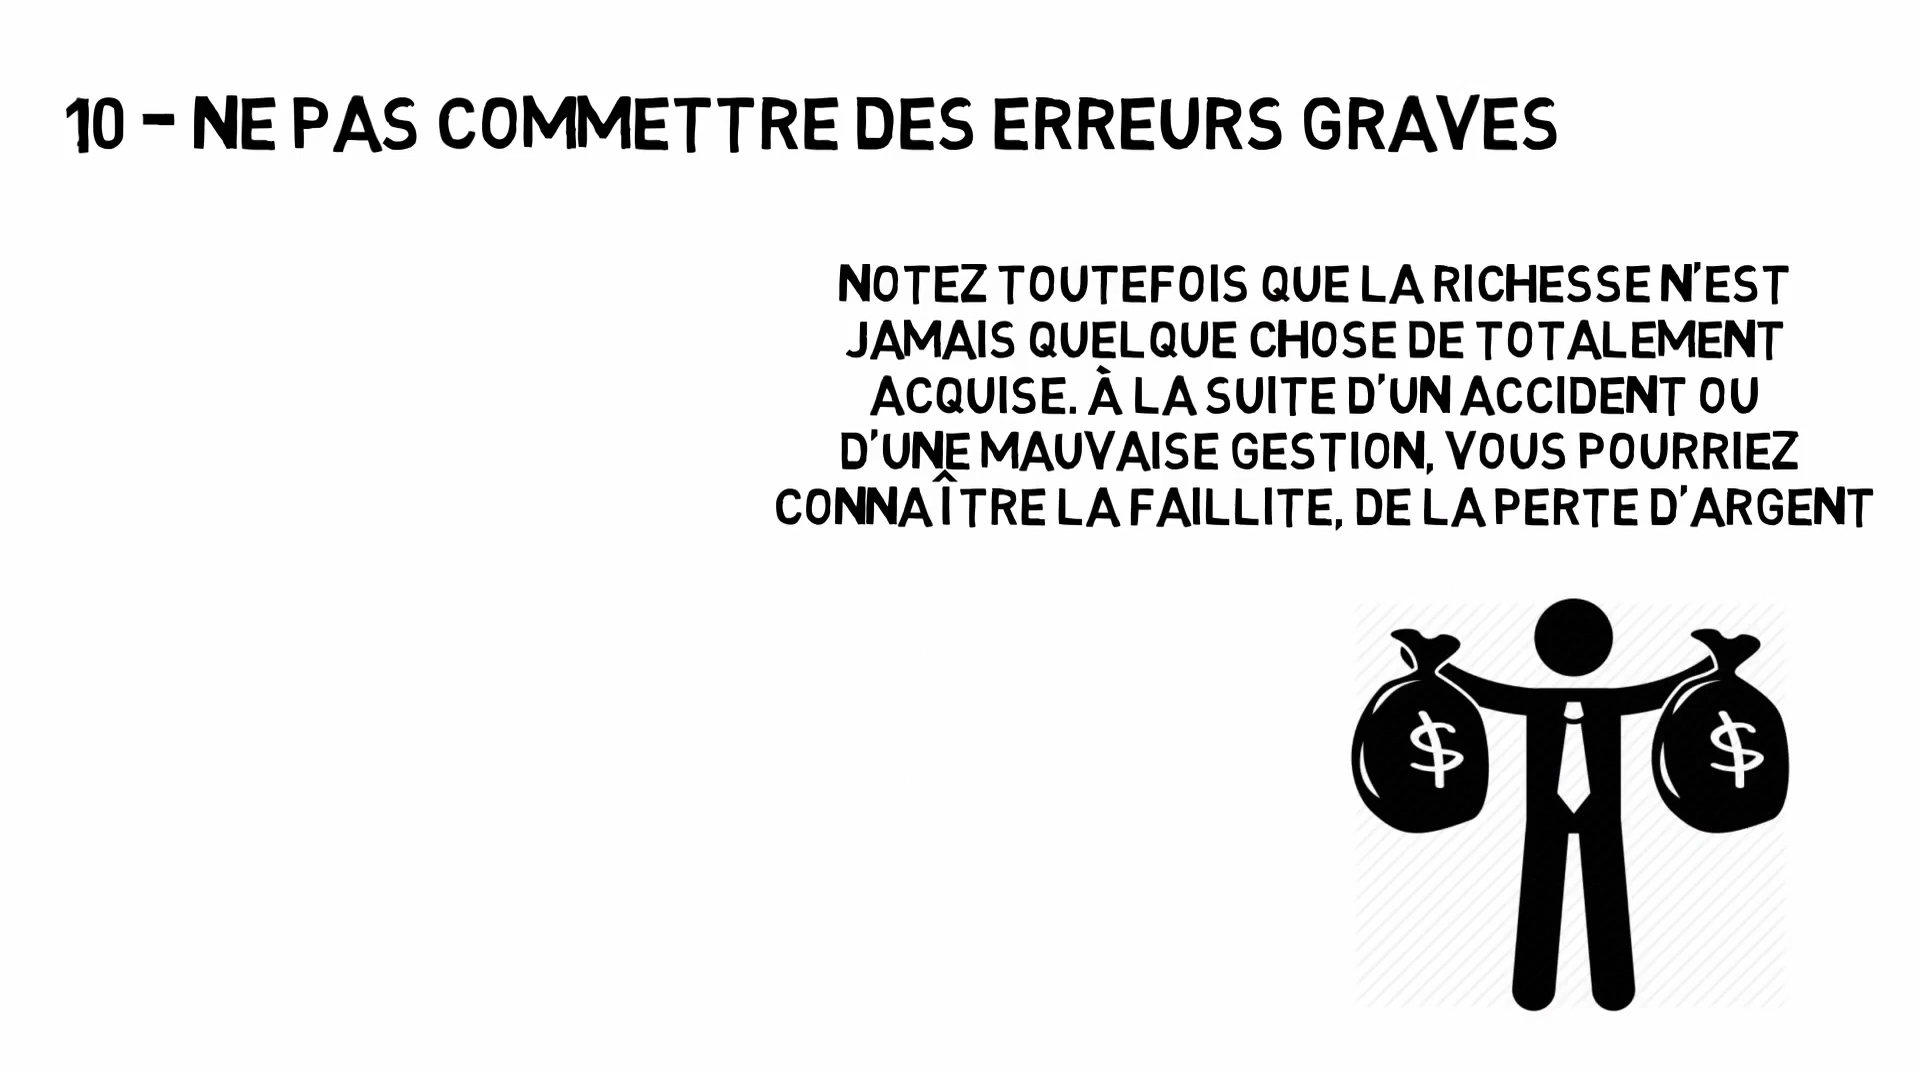 10 - NE PAS COMMETTRE DES ERREURS GRAVES
NOTEZ TOUTEFOIS QUE LA RICHESSE N'EST
JAMAIS QUELQUE CHOSE DE TOTALEMENT
ACQUISE. À LA SUITE D'UN ACCIDENT OU
D'UNE MAUVAISE GESTION, VOUS POURRIEZ
CONNAÎTRE LA FAILLITE, DE LA PERTE D'ARGENT
$ $